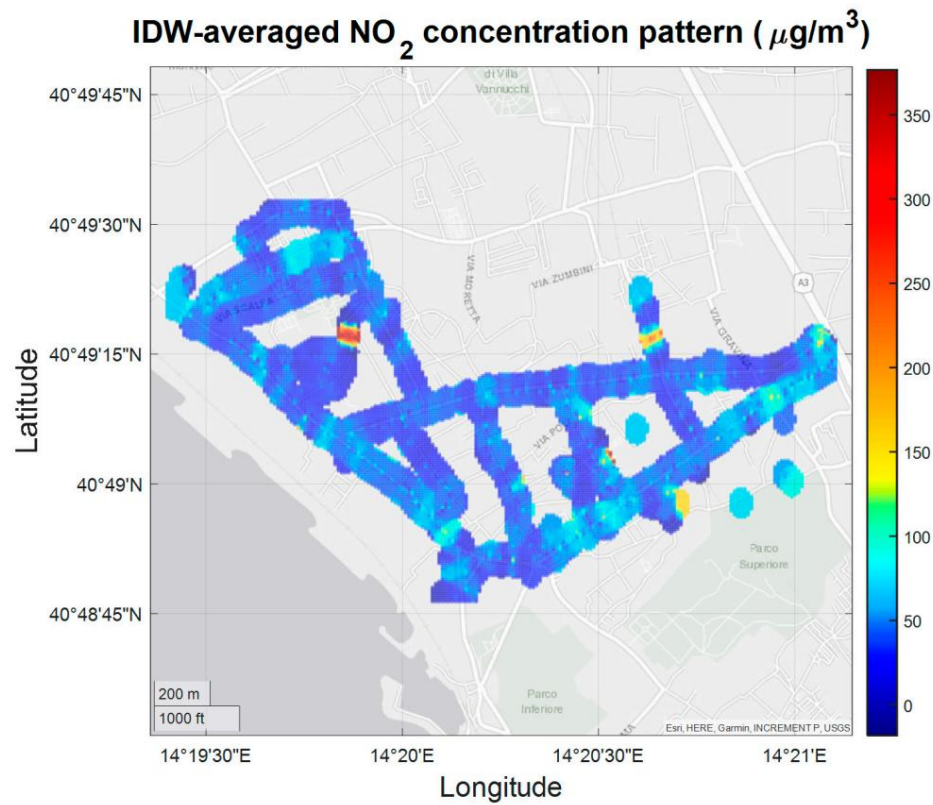 IDW-averaged NO2 concentration pattern (μg/m3)
di Villa
Vannucchi
40°49'45"N
350
40°49'30"N
300
VIA MORETTA
VIA ZUMBINI
A3
250
VIA SCALFA
VIA GRAVINA
40°49'15"N
200
Latitude
VIA PO
150
40°49'N
100
Parco
Superiore
50
40°48'45"N
0
200 m
1000 ft
Parco
Inferiore
Esri, HERE, Garmin, INCREMENT P, USGS
14°19'30"E
14°20'E
14°20'30"E
14°21'E
Longitude